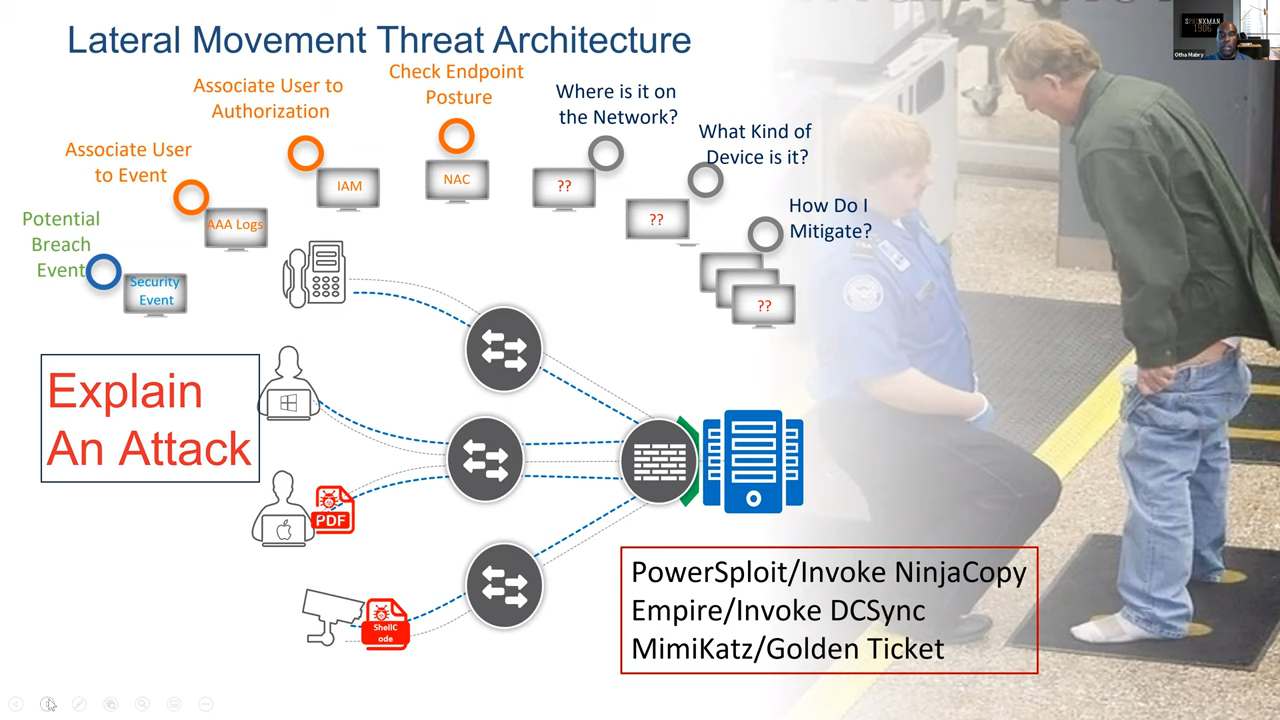 Lateral Movement Threat Architecture
SPHINXMAN
1906
Otha Mabry
Check Endpoint
Posture
Associate User to
Authorization
Where is it on
the Network?
What Kind of
Device is it?
Associate User
to Event
IAM
NAC
??
??
How Do I
Mitigate?
Potential
Breach
Event
AAA Logs
Security
Event
??
Explain
An Attack
PDF
ShellC
ode
PowerSploit/Invoke NinjaCopy
Empire/Invoke DCSync
MimiKatz/Golden Ticket